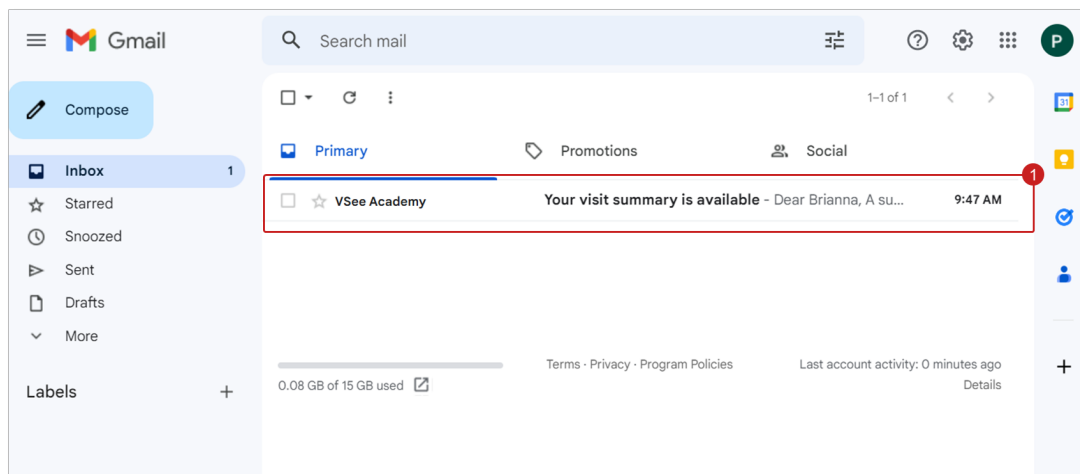 Gmail
Search mail
P
Compose
1–1 of 1
31
Primary
Promotions
Social
Inbox 1
1
VSee Academy Your visit summary is available - Dear Brianna, A su... 9:47 AM
Starred
Snoozed
Sent
Drafts
More
Labels
0.08 GB of 15 GB used
Terms · Privacy · Program Policies
Last account activity: 0 minutes ago
Details